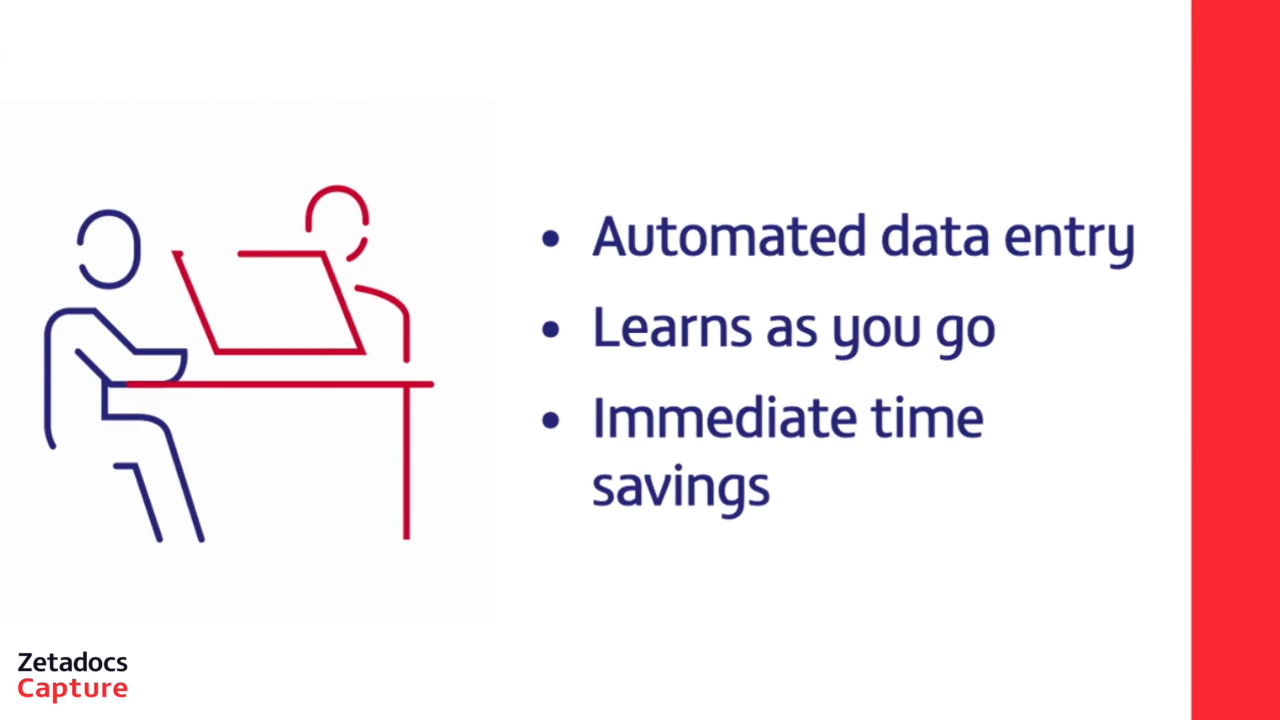 • Automated data entry
• Learns as you go
• Immediate time
savings
Zetadocs
Capture